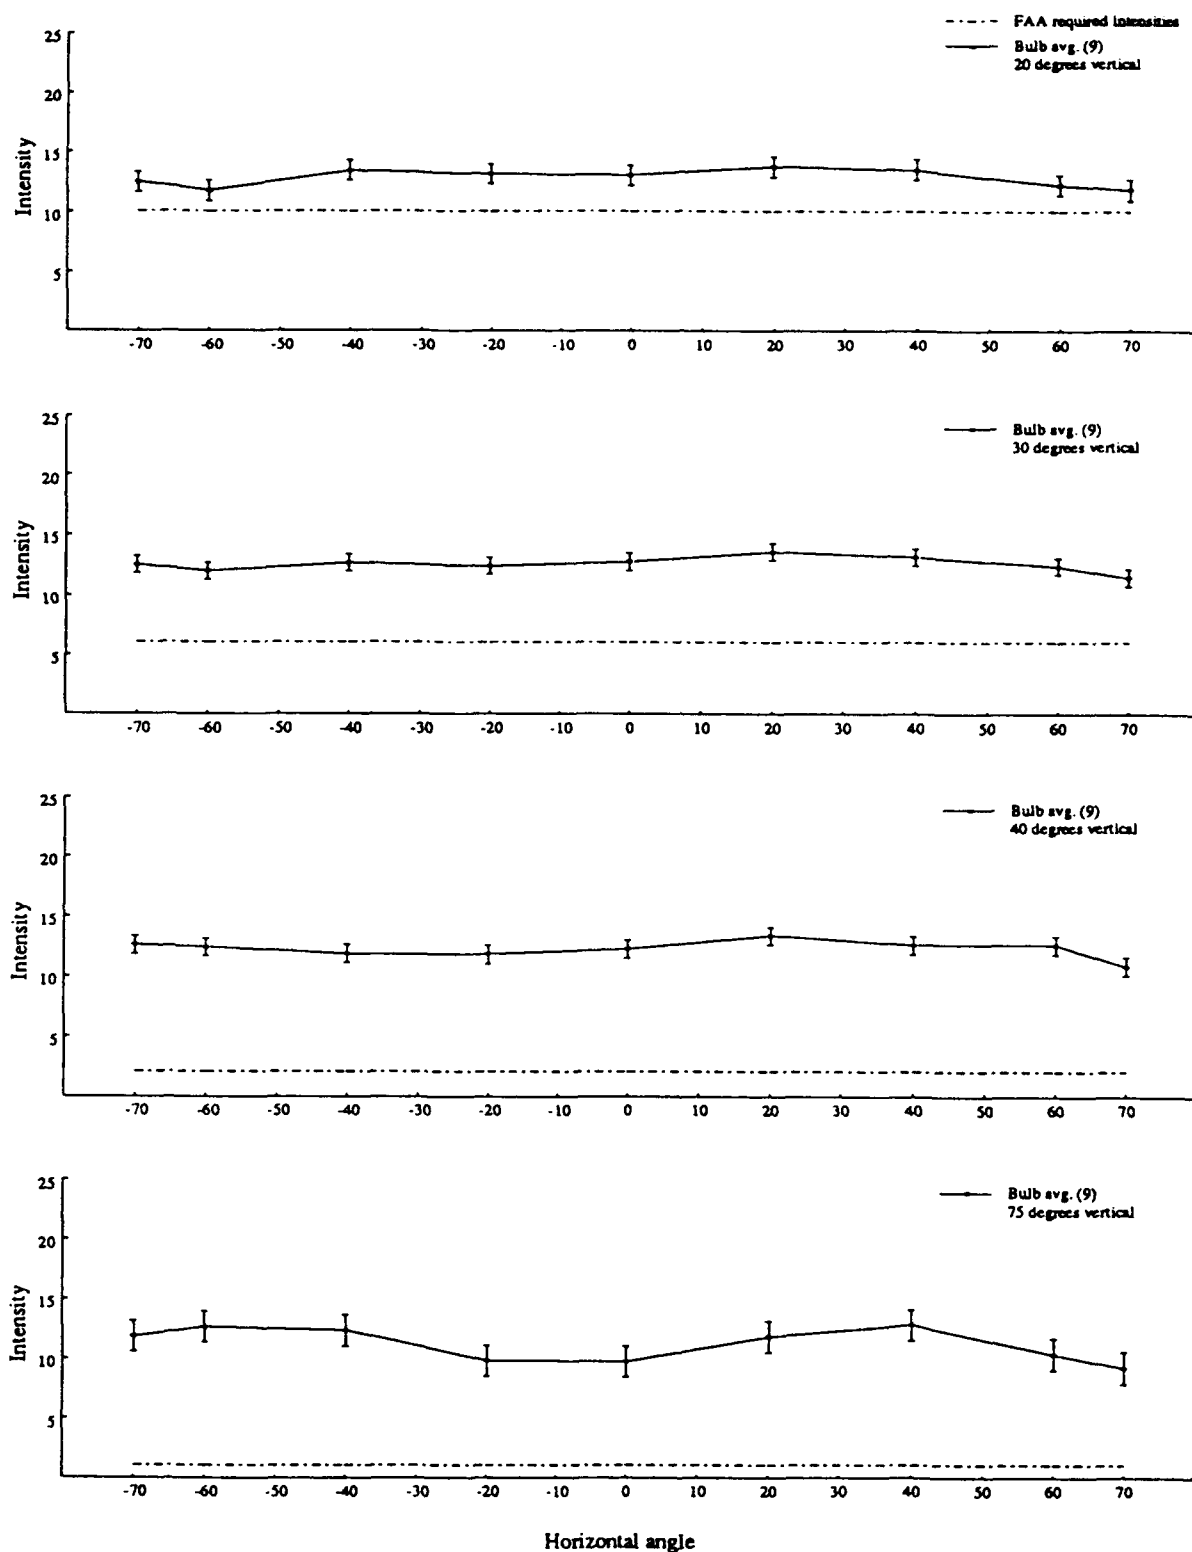 FAA required intensities
Bulb avg. (9)
20 degrees vertical
25
20
15
10
5
Intensity
-70 -60 -50 -40 -30 -20 -10 0 10 20 30 40 50 60 70
Bulb avg. (9)
30 degrees vertical
25
20
15
10
5
Intensity
-70 -60 -50 -40 -30 -20 -10 0 10 20 30 40 50 60 70
Bulb avg. (9)
40 degrees vertical
25
20
15
10
5
Intensity
-70 -60 -50 -40 -30 -20 -10 0 10 20 30 40 50 60 70
Bulb avg. (9)
75 degrees vertical
25
20
15
10
5
Intensity
-70 -60 -50 -40 -30 -20 -10 0 10 20 30 40 50 60 70
Horizontal angle